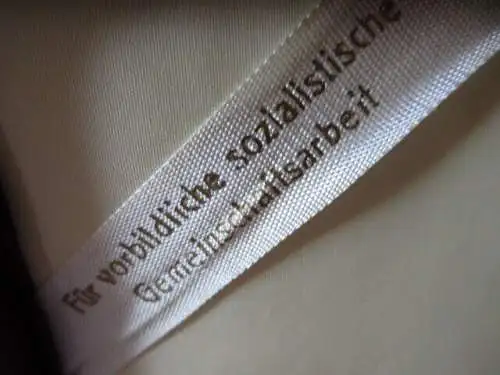 Für vorbildliche sozialistische
Gemeinschaftsarbeit